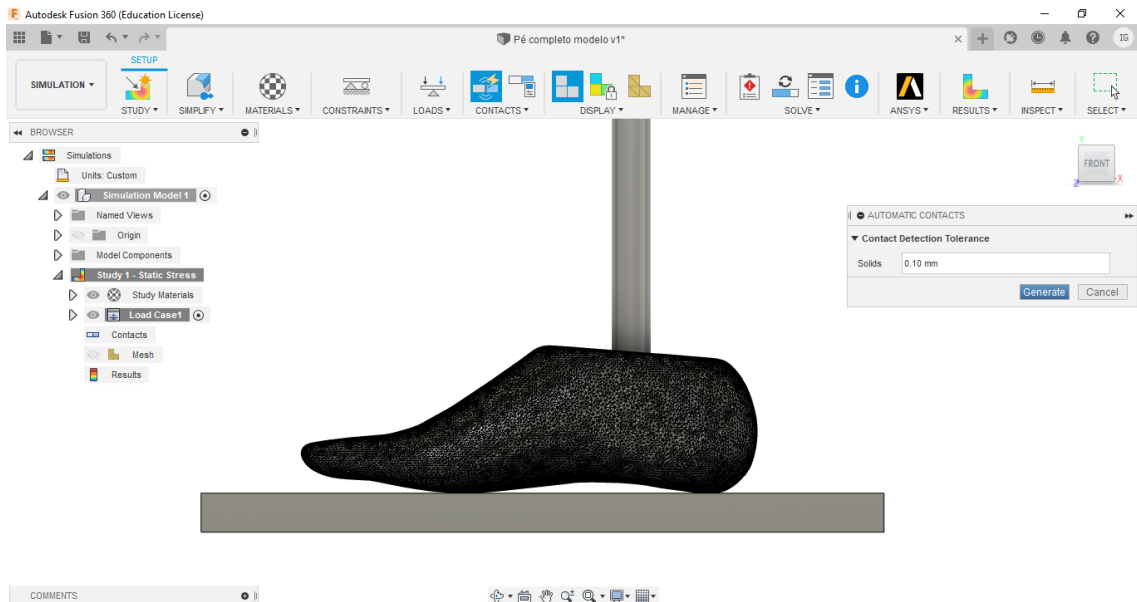 Autodesk Fusion 360 (Education License)
Pé completo modelo v1*
IG
SETUP
SIMULATION
STUDY
SIMPLIFY
MATERIALS
CONSTRAINTS
LOADS
CONTACTS
DISPLAY
MANAGE
SOLVE
ANSYS
RESULTS
INSPECT
SELECT
BROWSER
Simulations
Units: Custom
Simulation Model 1
Named Views
Origin
Model Components
Study 1 - Static Stress
Study Materials
Load Case1
Contacts
Mesh
Results
Y
FRONT
Z
X
AUTOMATIC CONTACTS
Contact Detection Tolerance
Solids 0.10 mm
Generate Cancel
COMMENTS